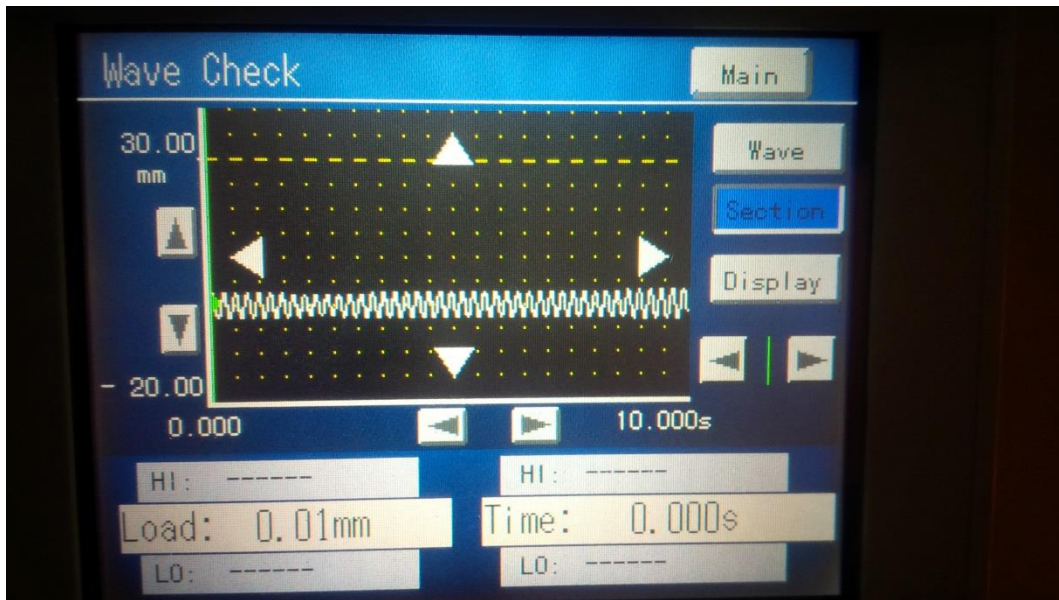 Wave Check
Main
30.00
mm
Wave
Section
Display
- 20.00
0.000
10.000s
HI: ------
HI: ------
Load: 0.01mm
Time: 0.000s
LO: ------
LO: ------